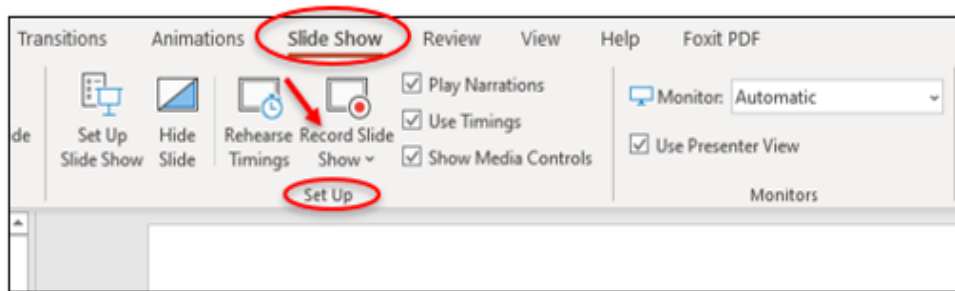 Transitions Animations Slide Show Review View Help Foxit PDF
de
Set Up
Slide Show
Hide
Slide
Rehearse
Timings
Record Slide
Show
Play Narrations
Use Timings
Show Media Controls
Set Up
Monitor: Automatic
Use Presenter View
Monitors